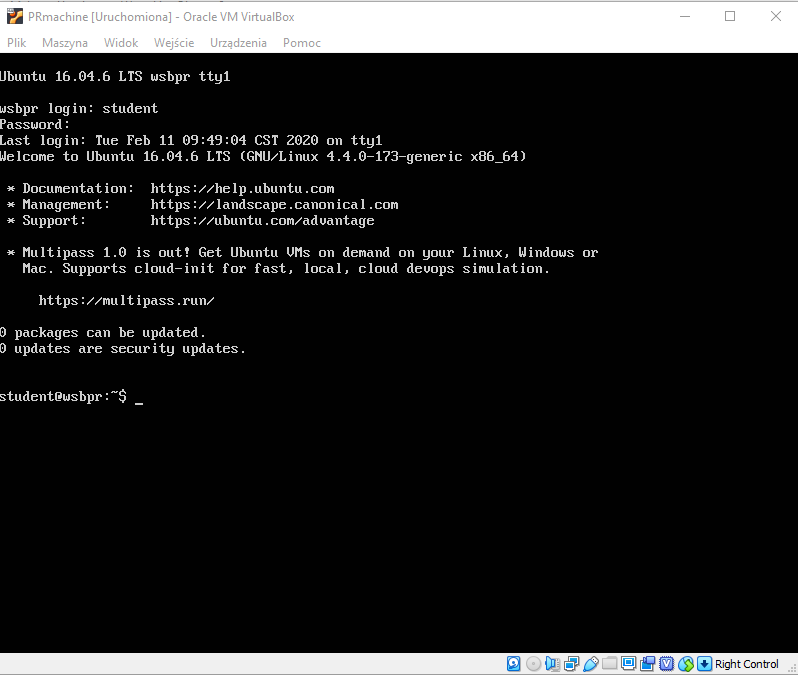 PRmachine [Uruchomiona] - Oracle VM VirtualBox
Plik Maszyna Widok Wejście Urządzenia Pomoc
Ubuntu 16.04.6 LTS wsbpr tty1
wsbpr login: student
Password:
Last login: Tue Feb 11 09:49:04 CST 2020 on tty1
Welcome to Ubuntu 16.04.6 LTS (GNU/Linux 4.4.0-173-generic x86_64)
* Documentation: https://help.ubuntu.com
* Management: https://landscape.canonical.com
* Support: https://ubuntu.com/advantage
* Multipass 1.0 is out! Get Ubuntu VMs on demand on your Linux, Windows or
Mac. Supports cloud-init for fast, local, cloud devops simulation.
https://multipass.run/
0 packages can be updated.
0 updates are security updates.
student@wsbpr:~$ _
Right Control